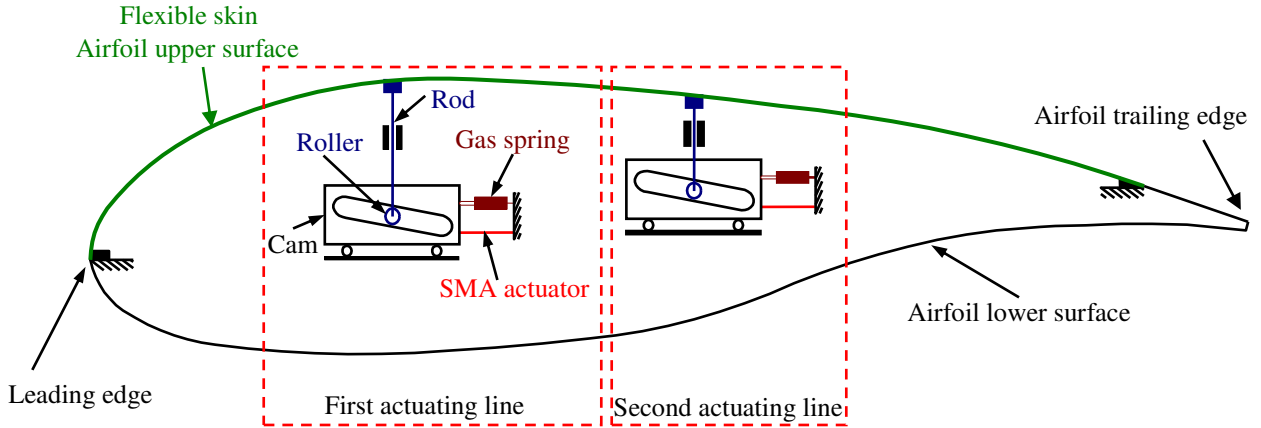 Flexible skin
Airfoil upper surface
Rod
Roller
Gas spring
Airfoil trailing edge
Cam
SMA actuator
Airfoil lower surface
Leading edge
First actuating line
Second actuating line